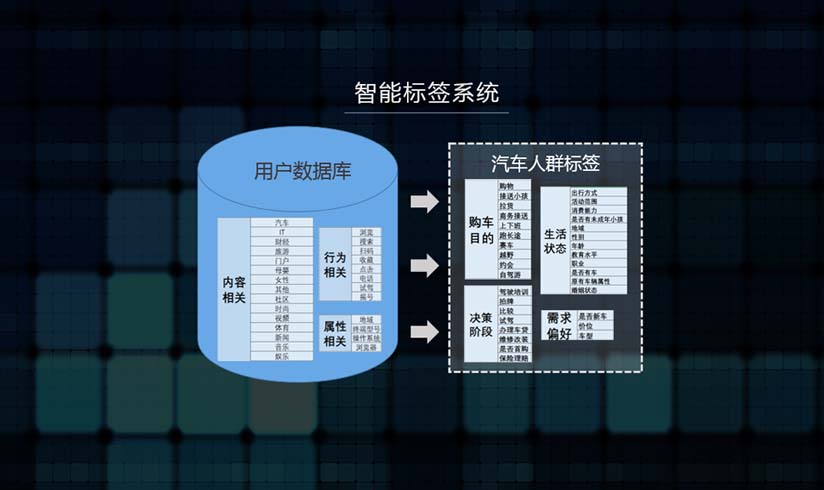 智能标签系统
用户数据库
内容
相关
汽车
IT
财经
旅游
门户
母婴
女性
其他
社区
时尚
视频
体育
新闻
音乐
娱乐
行为
相关
浏览
搜索
扫码
收藏
点击
电话
试驾
摇号
属性
相关
地域
终端型号
操作系统
浏览器
汽车人群标签
购车
目的
购物
接送小孩
拉货
商务接送
上下班
跑长途
赛车
越野
约会
自驾游
决策
阶段
驾驶培训
拍牌
比较
试驾
办理车贷
维修改装
是否首购
保险理赔
生活
状态
出行方式
活动范围
消费能力
是否有未成年小孩
地域
性别
年龄
教育水平
职业
是否有车
原有车辆属性
婚姻状态
需求
偏好
是否新车
价位
车型